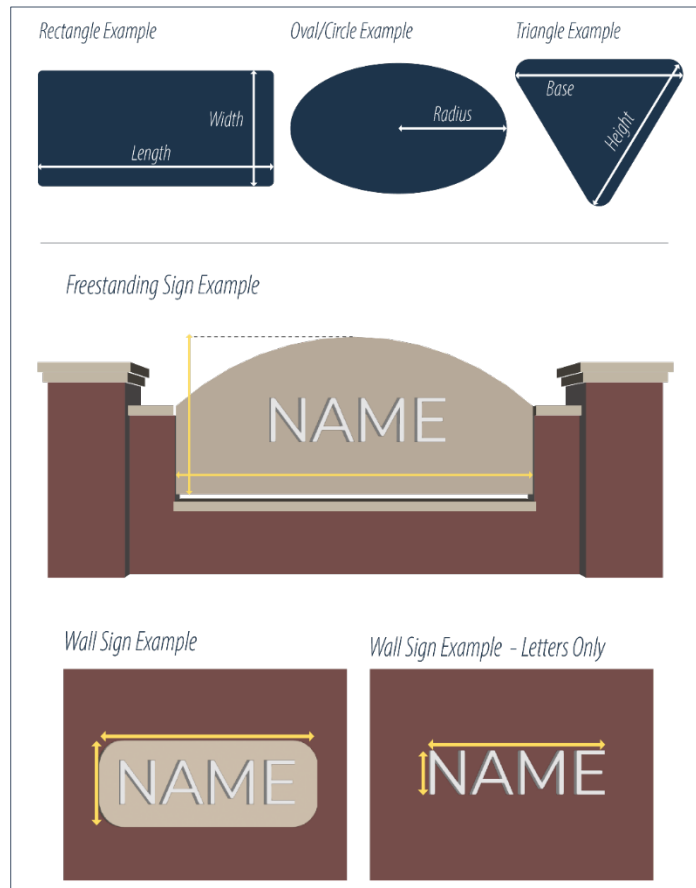 Rectangle Example
Oval/Circle Example
Triangle Example
Width
Length
Radius
Base
Height
Freestanding Sign Example
NAME
Wall Sign Example
Wall Sign Example - Letters Only
NAME
NAME